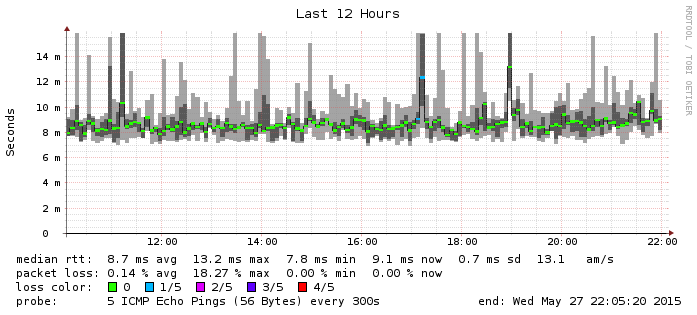 Last 12 Hours
RRDTOOL / TOBI OETIKER
Seconds
14 m
12 m
10 m
8 m
6 m
4 m
2 m
0
12:00 14:00 16:00 18:00 20:00 22:00
median rtt: 8.7 ms avg 13.2 ms max 7.8 ms min 9.1 ms now 0.7 ms sd 13.1 am/s
packet loss: 0.14 % avg 18.27 % max 0.00 % min 0.00 % now
loss color: 0 1/5 2/5 3/5 4/5
probe: 5 ICMP Echo Pings (56 Bytes) every 300s end: Wed May 27 22:05:20 2015